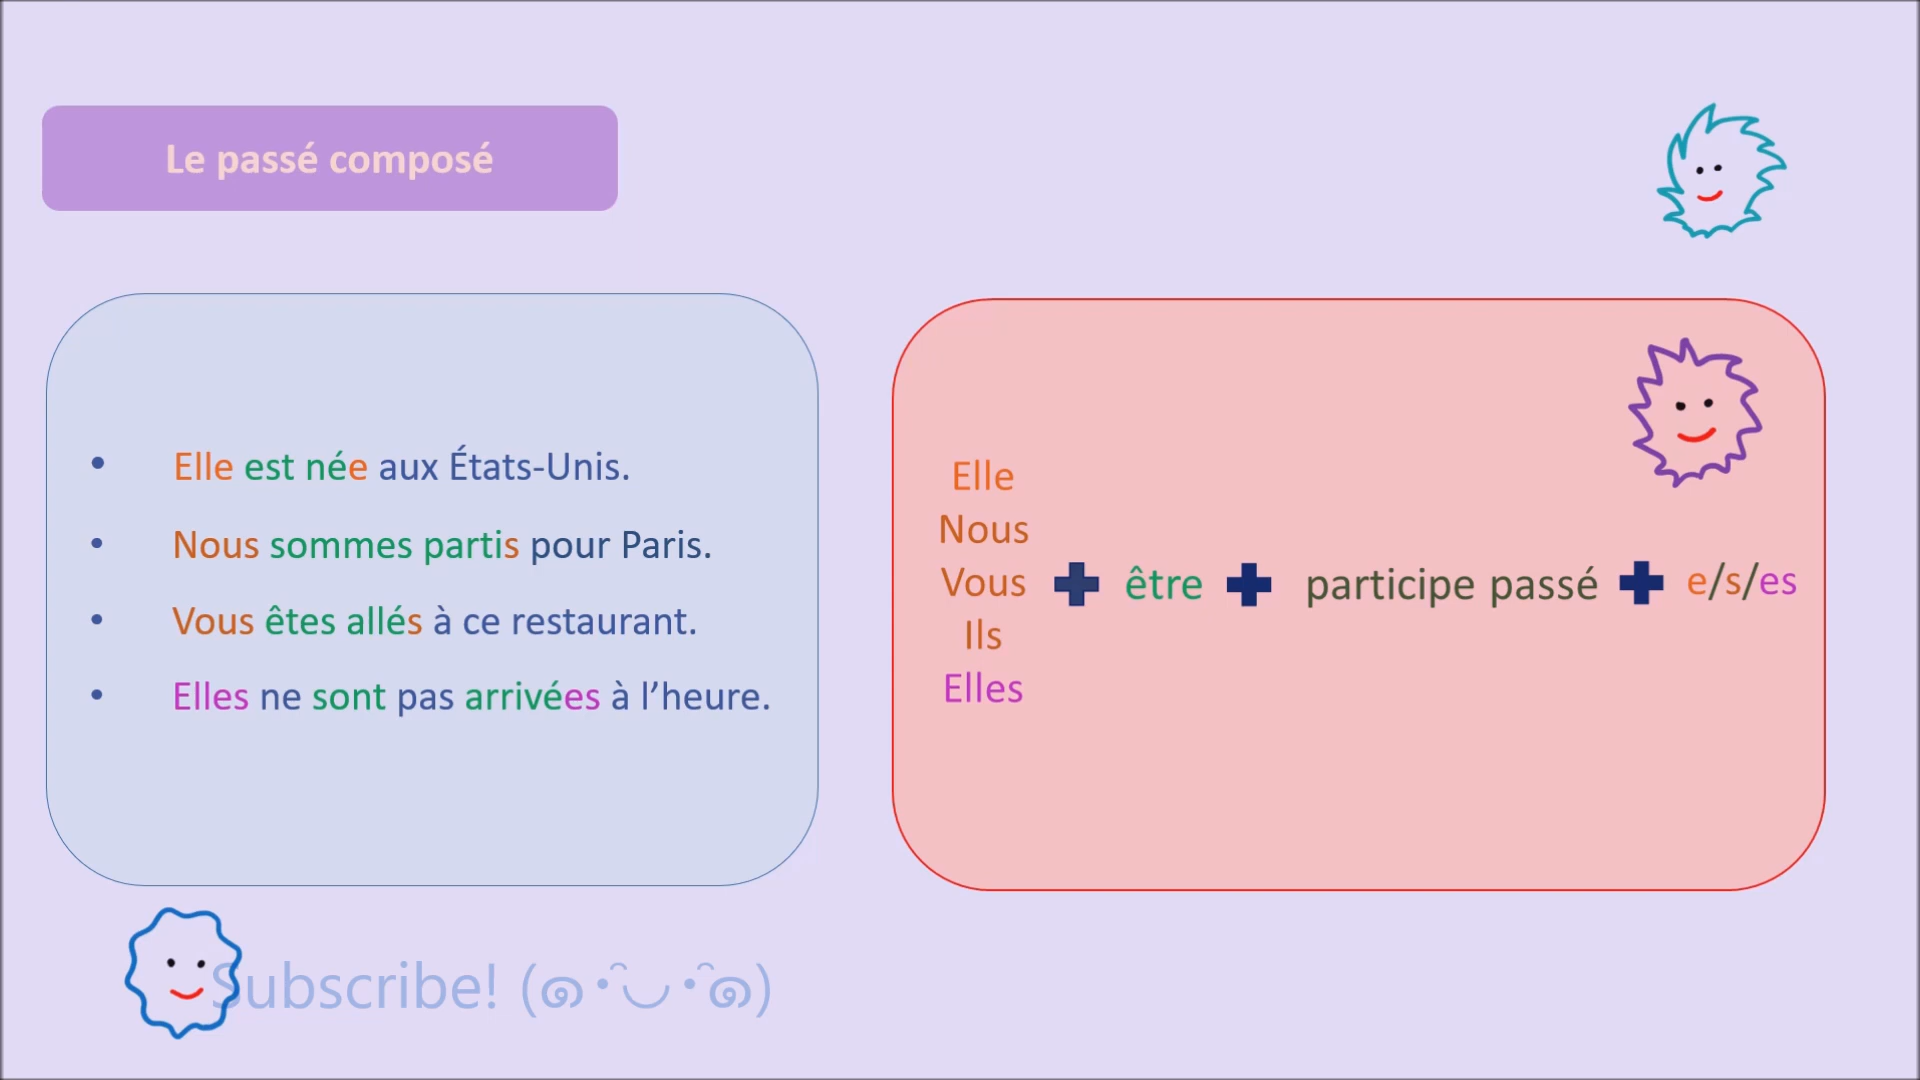 Le passé composé
• Elle est née aux États-Unis.
• Nous sommes partis pour Paris.
• Vous êtes allés à ce restaurant.
• Elles ne sont pas arrivées à l’heure.
Elle
Nous
Vous
Ils
Elles
+ être + participe passé + e/s/es
Subscribe! (๑･̑◡･̑๑)